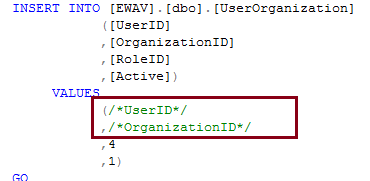 INSERT INTO [EWAV].[dbo].[UserOrganization]
([UserID]
,[OrganizationID]
,[RoleID]
,[Active])
VALUES
(/*UserID*/
,/*OrganizationID*/
,4
,1)
GO